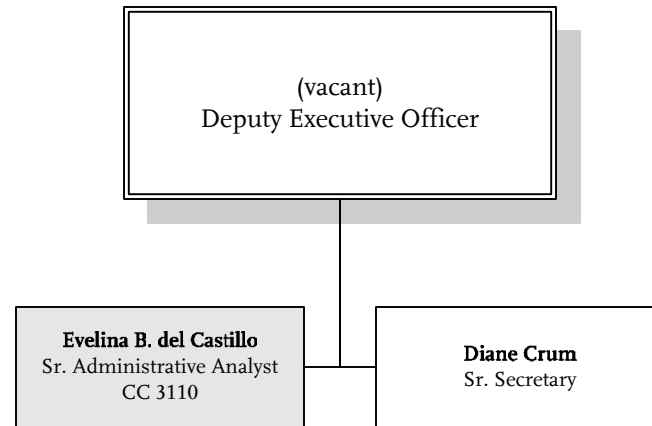 (vacant)
Deputy Executive Officer
Evelina B. del Castillo
Sr. Administrative Analyst
CC 3110
Diane Crum
Sr. Secretary